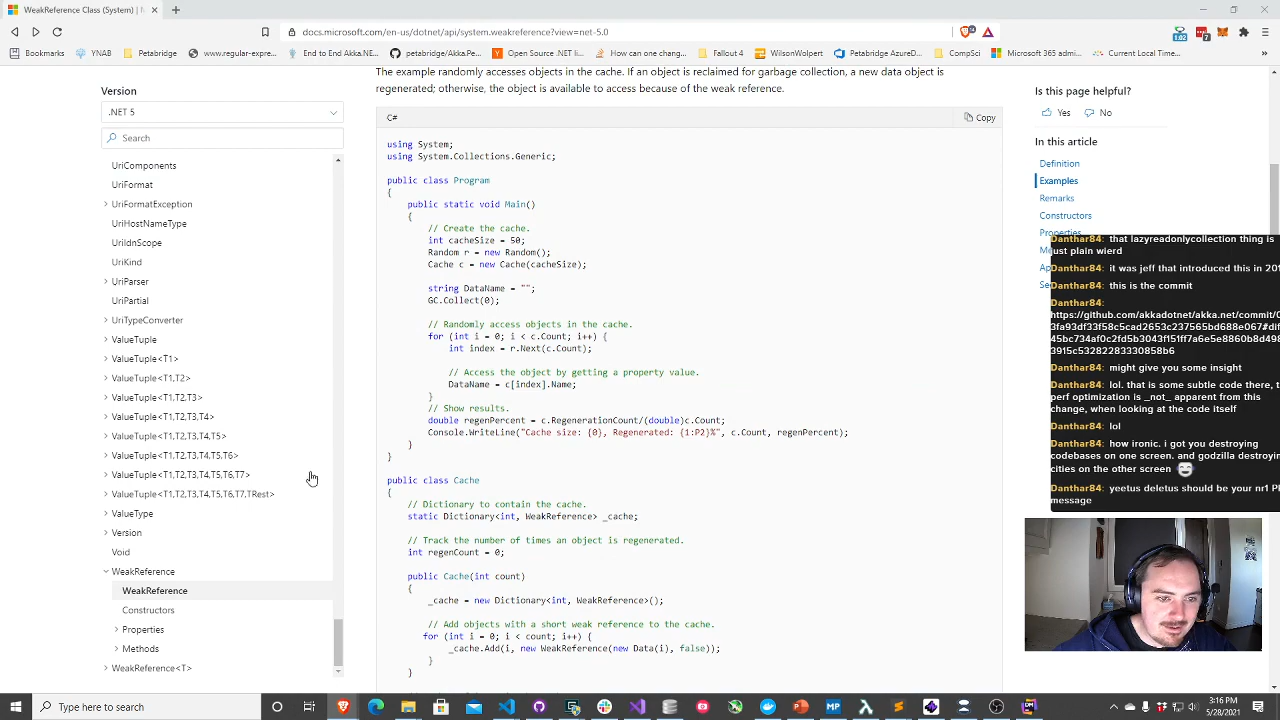 WeakReference Class (System) |
docs.microsoft.com/en-us/dotnet/api/system.weakreference?view=net-5.0
Bookmarks
YNAB
Petabridge
www.regular-expre...
End to End Akka.NE...
petabridge/Akka.Pe...
Open Source .NET li...
How can one chang...
Fallout 4
WilsonWolpert
Petabridge AzureD...
CompSci
Microsoft 365 admi...
Current Local Time...
Version
.NET 5
Search
UriComponents
UriFormat
UriFormatException
UriHostNameType
UriIdnScope
UriKind
UriParser
UriPartial
UriTypeConverter
ValueTuple
ValueTuple<T1>
ValueTuple<T1,T2>
ValueTuple<T1,T2,T3>
ValueTuple<T1,T2,T3,T4>
ValueTuple<T1,T2,T3,T4,T5>
ValueTuple<T1,T2,T3,T4,T5,T6>
ValueTuple<T1,T2,T3,T4,T5,T6,T7>
ValueTuple<T1,T2,T3,T4,T5,T6,T7,TRest>
ValueType
Version
Void
WeakReference
WeakReference
Constructors
Properties
Methods
WeakReference<T>
The example randomly accesses objects in the cache. If an object is reclaimed for garbage collection, a new data object is
regenerated; otherwise, the object is available to access because of the weak reference.
C#
Copy
using System;
using System.Collections.Generic;
public class Program
{
public static void Main()
{
// Create the cache.
int cacheSize = 50;
Random r = new Random();
Cache c = new Cache(cacheSize);
string DataName = "";
GC.Collect(0);
// Randomly access objects in the cache.
for (int i = 0; i < c.Count; i++) {
int index = r.Next(c.Count);
// Access the object by getting a property value.
DataName = c[index].Name;
}
// Show results.
double regenPercent = c.RegenerationCount/(double)c.Count;
Console.WriteLine("Cache size: {0}, Regenerated: {1:P2}%", c.Count, regenPercent);
}
}
public class Cache
{
// Dictionary to contain the cache.
static Dictionary<int, WeakReference> _cache;
// Track the number of times an object is regenerated.
int regenCount = 0;
public Cache(int count)
{
_cache = new Dictionary<int, WeakReference>();
// Add objects with a short weak reference to the cache.
for (int i = 0; i < count; i++) {
_cache.Add(i, new WeakReference(new Data(i), false));
}
}
Is this page helpful?
Yes
No
In this article
Definition
Examples
Remarks
Constructors
Properties
Danthar84: that lazyreadonlycollection thing is
just plain wierd
Danthar84: it was jeff that introduced this in 201
Danthar84: this is the commit
Danthar84:
https://github.com/akkadotnet/akka.net/commit/0
3fa93df33f58c5cad2653c237565bd688e067#dif
45bc734af0c2fd5b3043f151ff7a6e5e8860b8d498
3915c53282283330858b6
Danthar84: might give you some insight
Danthar84: lol. that is some subtle code there, t
perf optimization is _not_ apparent from this
change, when looking at the code itself
Danthar84: lol
Danthar84: how ironic. i got you destroying
codebases on one screen. and godzilla destroyin
cities on the other screen
Danthar84: yeetus deletus should be your nr1 P
message
Type here to search
3:16 PM
5/28/2021